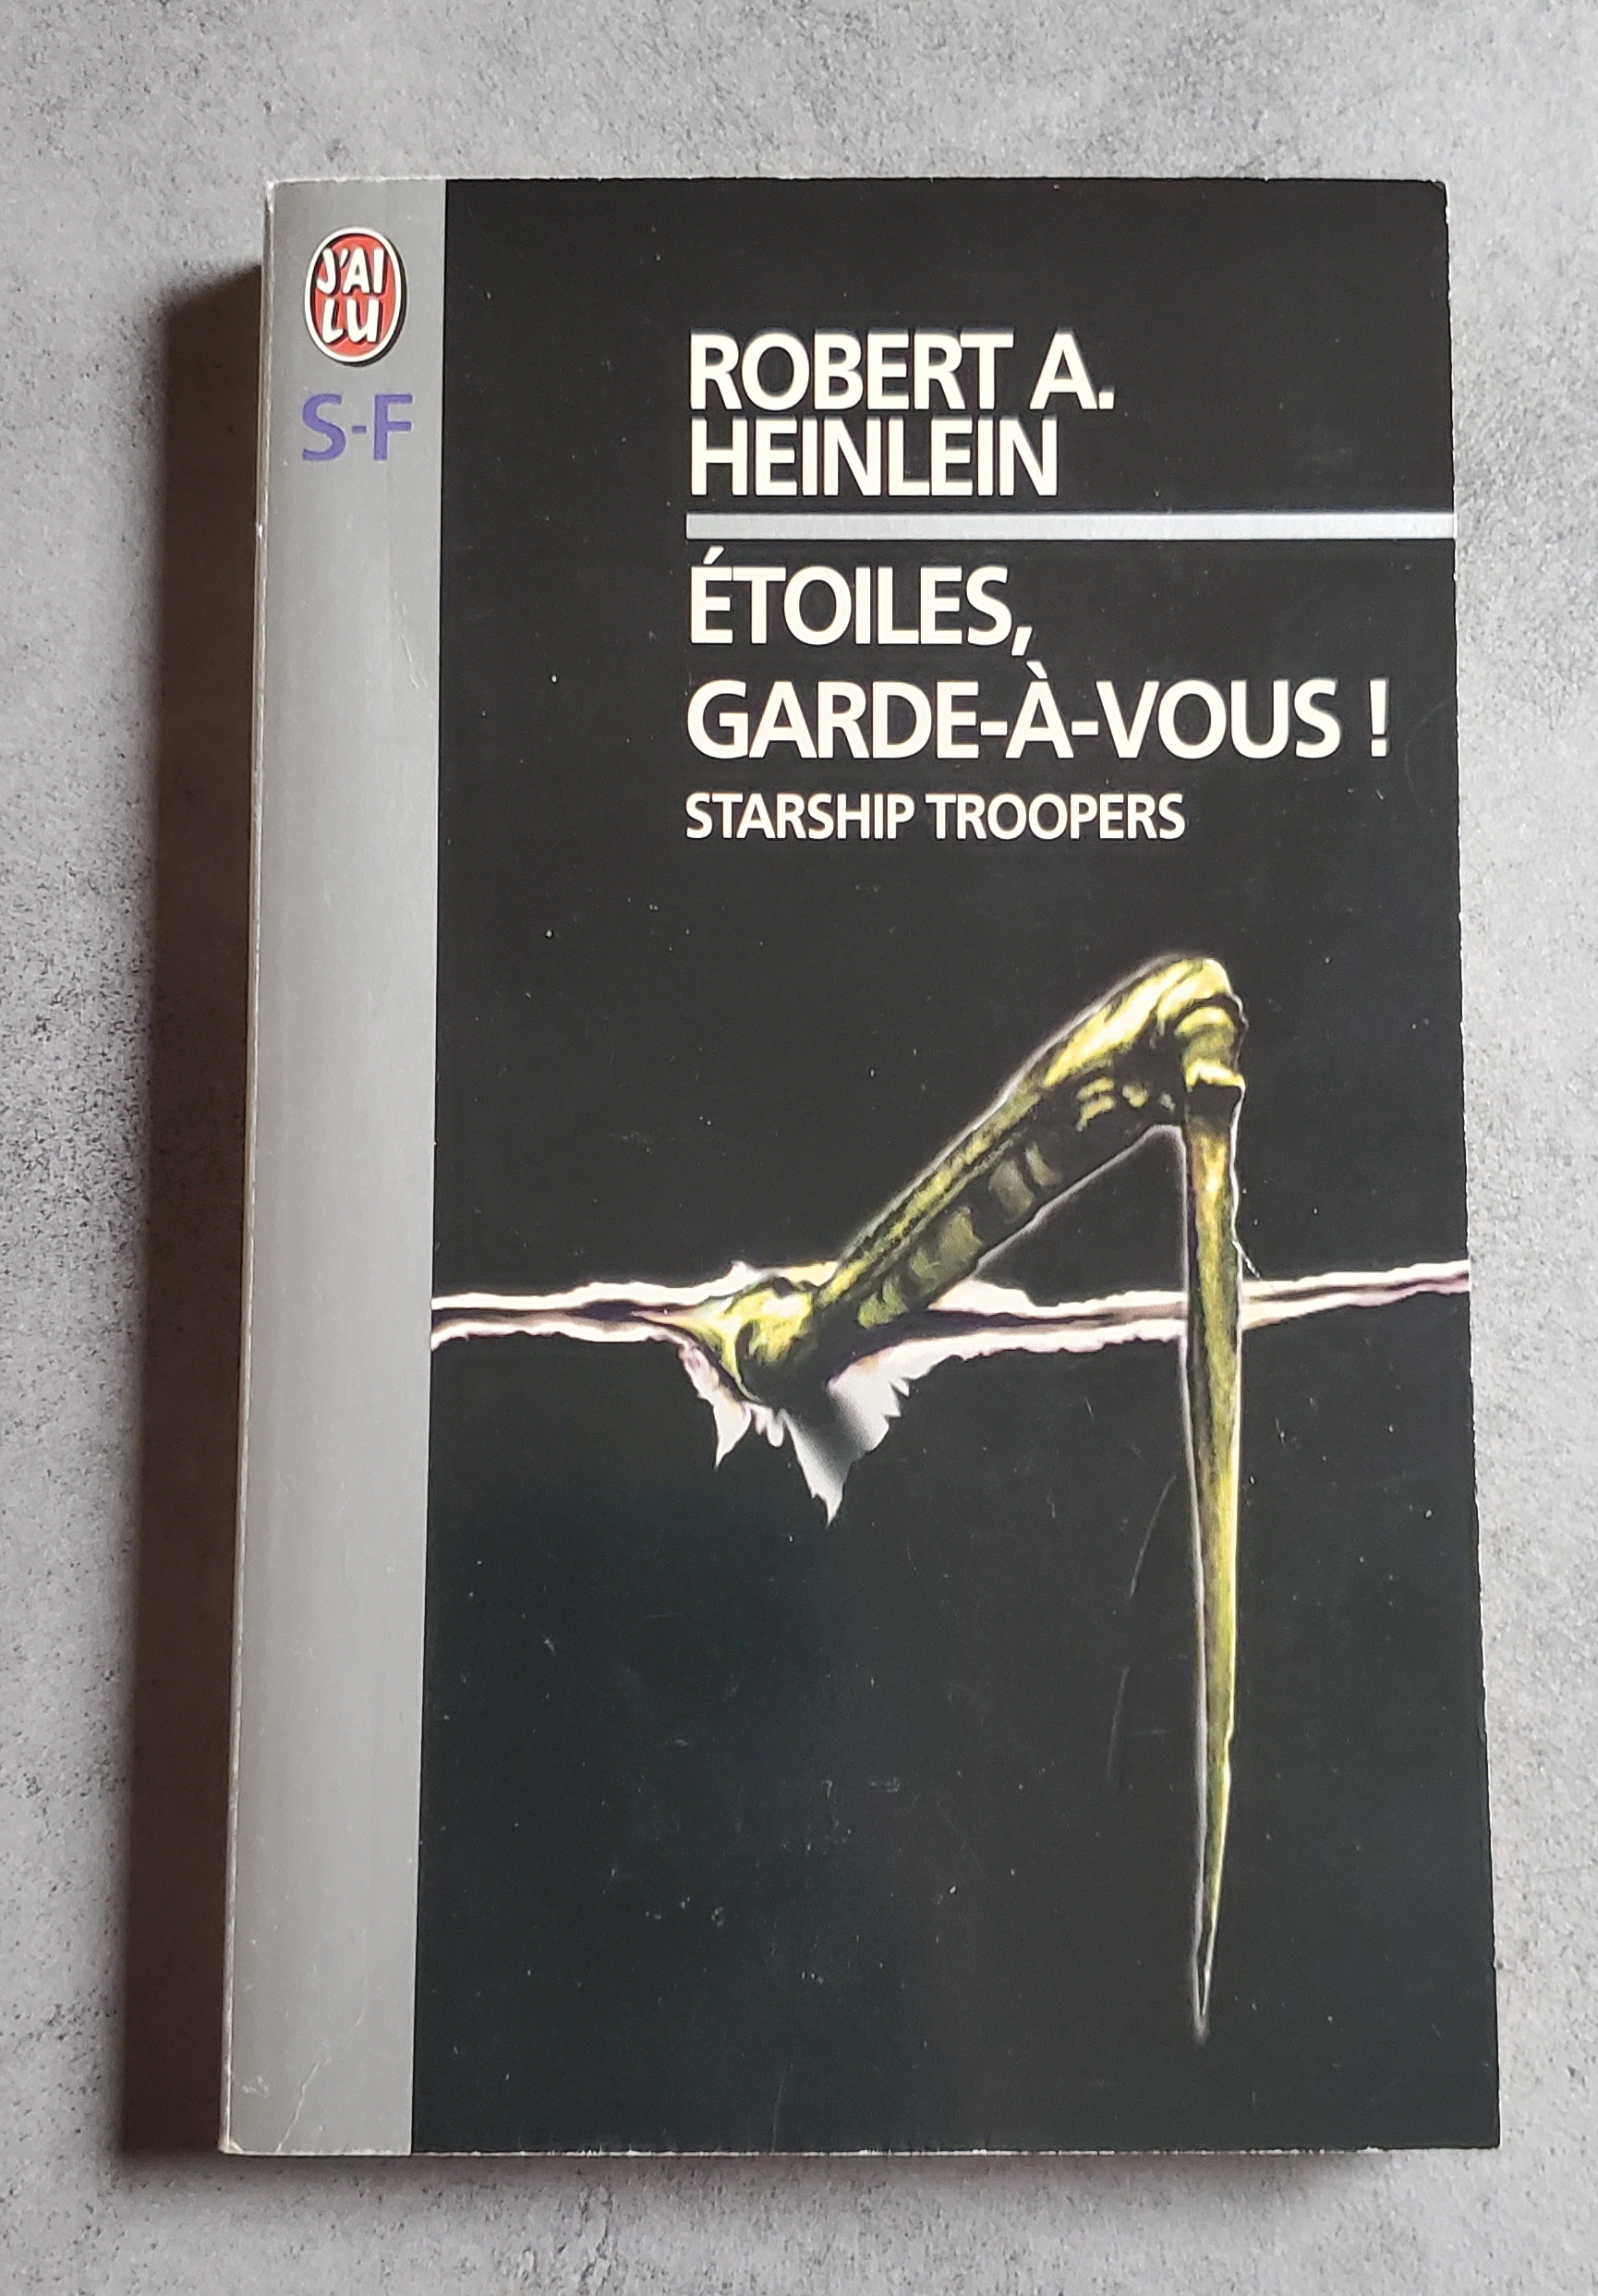 J'AI
LU
S-F
ROBERT A.
HEINLEIN
ÉTOILES,
GARDE-À-VOUS !
STARSHIP TROOPERS